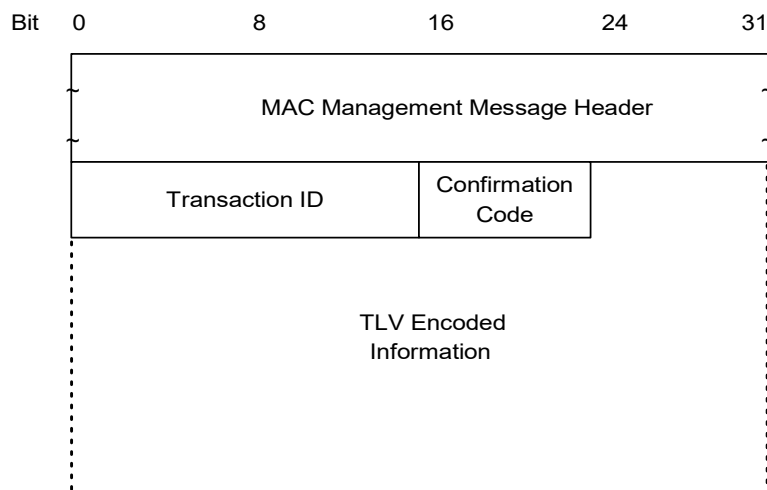 Bit 0 8 16 24 31
MAC Management Message Header
Transaction ID
Confirmation
Code
TLV Encoded
Information